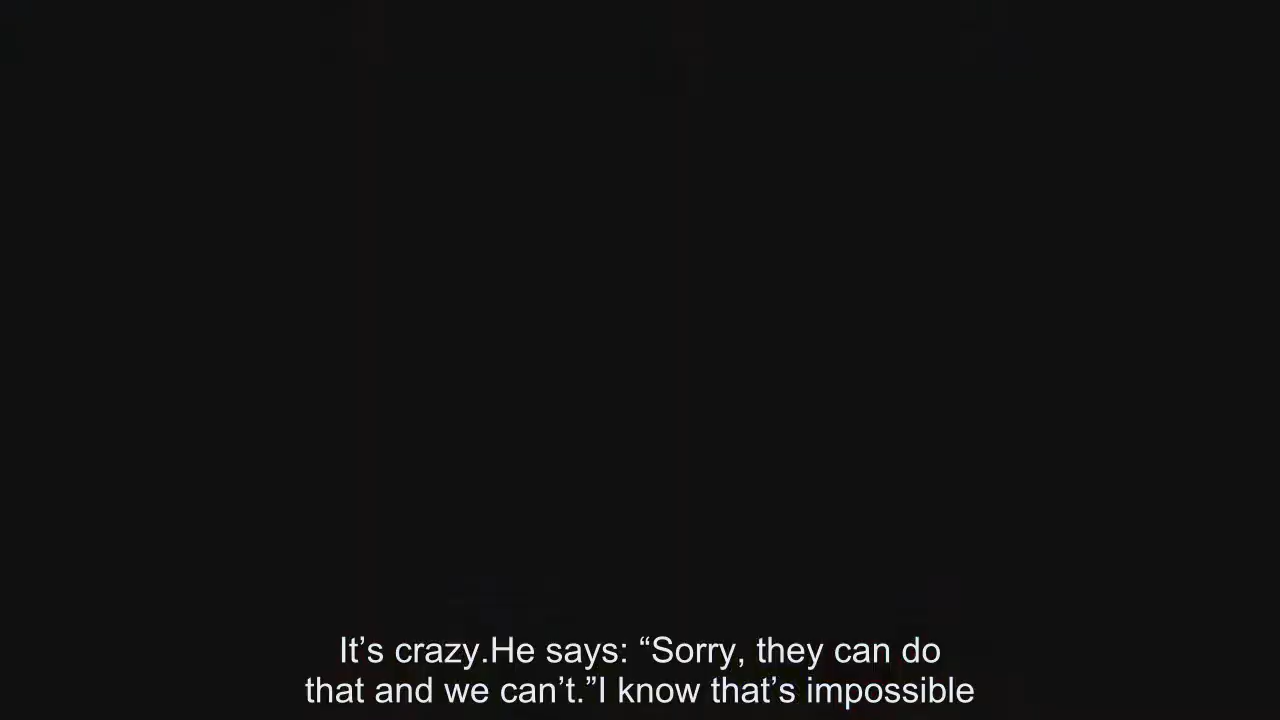 It’s crazy.He says: “Sorry, they can do
that and we can’t.”I know that’s impossible